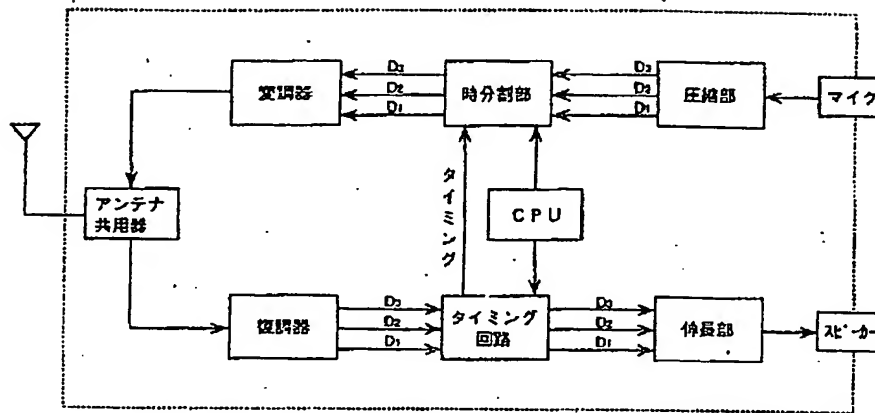 D3
D3
変調器
D2
時分割部
D2
圧縮部
マイク
D1
D1
タイミング
アンテナ
共用器
CPU
D3
D3
復調器
D2
タイミング
回路
D2
伸長部
スピーカー
D1
D1